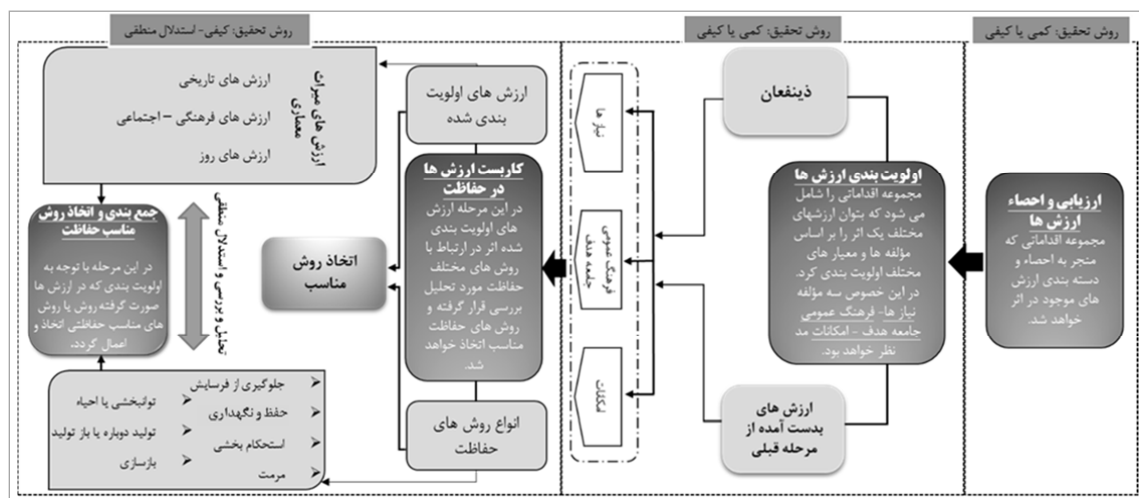 روش تحقیق: کمی یا کیفی
ارزیابی و احصاء
ارزش ها
مجموعه اقداماتی که
منجر به احصاء و
دسته بندی ارزش
های موجود در اثر
خواهد شد.
روش تحقیق: کمی یا کیفی
ذینفعان
اولویت بندی ارزش ها
مجموعه اقداماتی را شامل
می شود که بتوان ارزشهای
مختلف یک اثر را بر اساس
مؤلفه ها و معیار های
مختلف اولویت بندی کرد.
در این خصوص سه مؤلفه
نیاز ها- فرهنگ عمومی
جامعه هدف - امکانات مد
نظر خواهد بود.
ارزش های
بدست آمده از
مرحله قبلی
نیاز ها
فرهنگ عمومی
جامعه هدف
امکانات
روش تحقیق: کیفی- استدلال منطقی
ارزش های اولویت
بندی شده
کاربست ارزش ها
در حفاظت
در این مرحله ارزش
های اولویت بندی
شده اثر در ارتباط با
روش های مختلف
حفاظت مورد تحلیل
بررسی قرار گرفته و
روش های حفاظت
مناسب اتخاذ خواهد
شد.
انواع روش های
حفاظت
اتخاذ روش
مناسب
ارزش های میراث
معماری
ارزش های تاریخی
ارزش های فرهنگی – اجتماعی
ارزش های روز
تحلیل و بررسی و استدلال منطقی
جمع بندی و اتخاذ روش
مناسب حفاظت
در این مرحله با توجه به
اولویت بندی که در ارزش ها
صورت گرفته روش یا روش
های مناسب حفاظتی اتخاذ و
اعمال گردد.
جلوگیری از فرسایش
حفظ و نگهداری
استحکام بخشی
مرمت
توانبخشی یا احیاء
تولید دوباره یا باز تولید
بازسازی